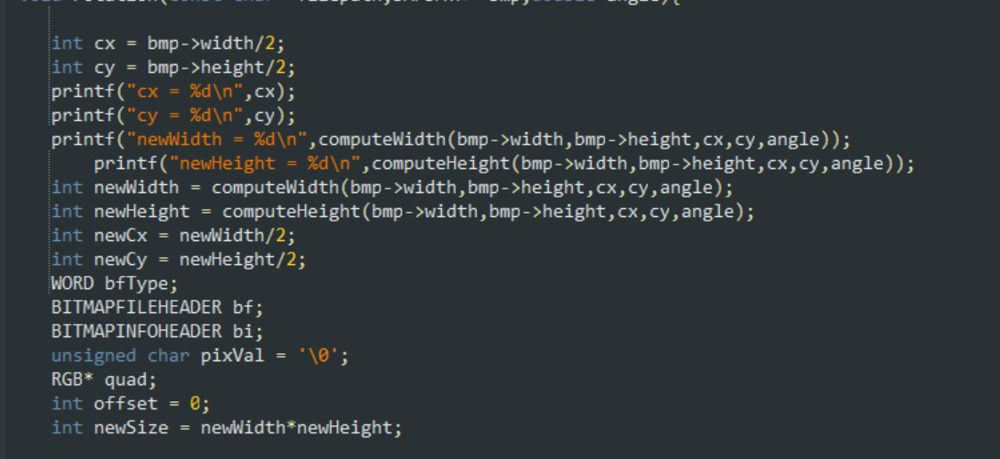 int cx = bmp->width/2;
int cy = bmp->height/2;
printf("cx = %d\n",cx);
printf("cy = %d\n",cy);
printf("newWidth = %d\n",computeWidth(bmp->width,bmp->height,cx,cy,angle));
printf("newHeight = %d\n",computeHeight(bmp->width,bmp->height,cx,cy,angle));
int newWidth = computeWidth(bmp->width,bmp->height,cx,cy,angle);
int newHeight = computeHeight(bmp->width,bmp->height,cx,cy,angle);
int newCx = newWidth/2;
int newCy = newHeight/2;
WORD bfType;
BITMAPFILEHEADER bf;
BITMAPINFOHEADER bi;
unsigned char pixVal = '\0';
RGB* quad;
int offset = 0;
int newSize = newWidth*newHeight;